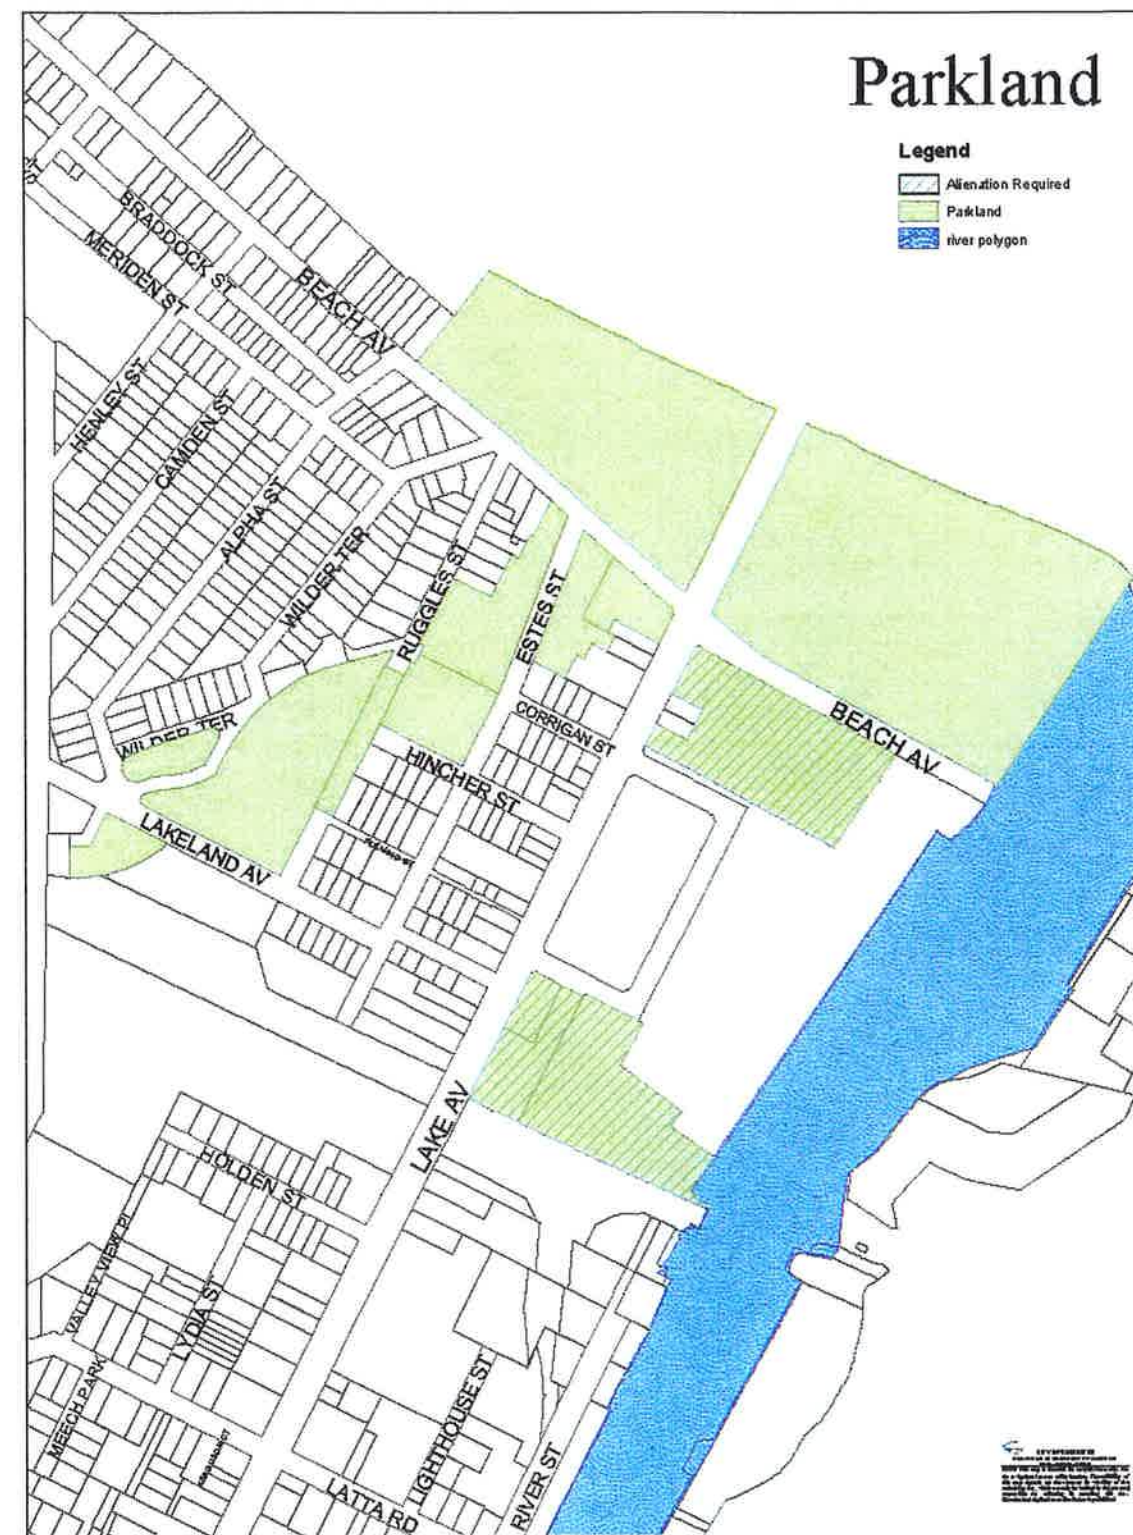 Parkland
Legend
Alienation Required
Parkland
river polygon
BRADDOCK ST
MERIDEN ST
BEACH AV
HENLEY ST
CAMDEN ST
ALPHA ST
WILDER TER
RUGGLES ST
ESTES ST
WILDER TER
CORRIGAN ST
BEACH AV
HINCHER ST
LAKELAND AV
LAKE AV
HOLDEN ST
VALLEY VIEW PL
LYDIA ST
MEECH PARK
LIGHTHOUSE ST
LATTA RD
RIVER ST